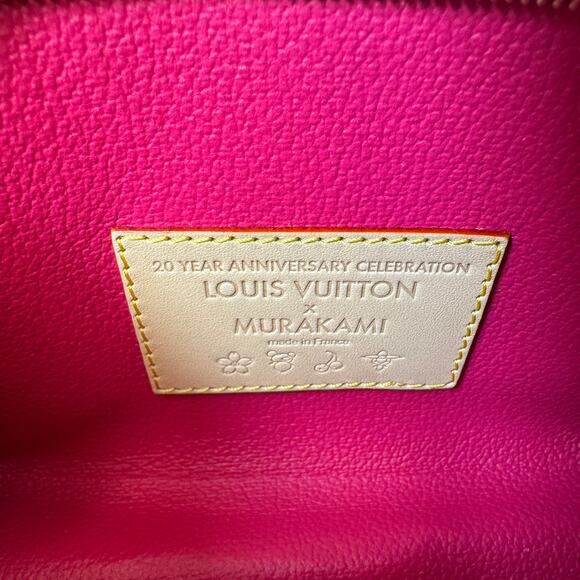 20 YEAR ANNIVERSARY CELEBRATION
LOUIS VUITTON
×
MURAKAMI
made in France